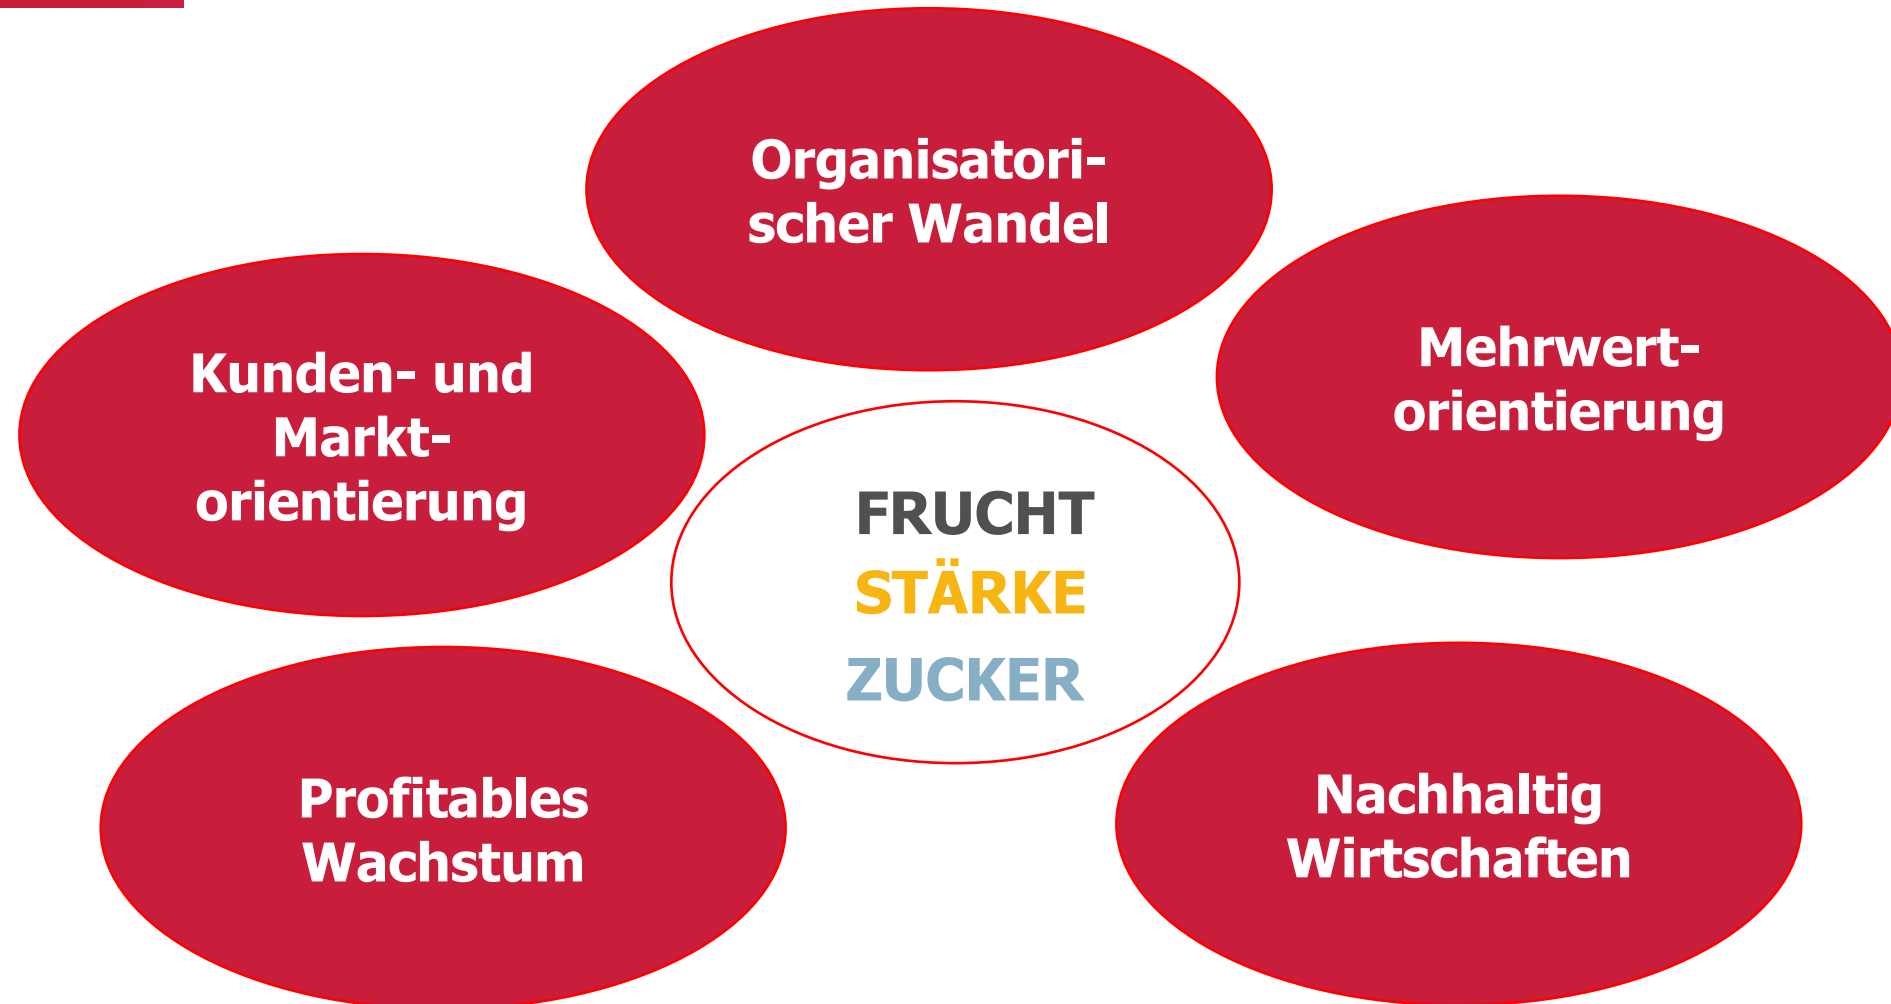 Organisatori-
scher Wandel
Kunden- und
Markt-
orientierung
Mehrwert-
orientierung
FRUCHT
STÄRKE
ZUCKER
Profitables
Wachstum
Nachhaltig
Wirtschaften